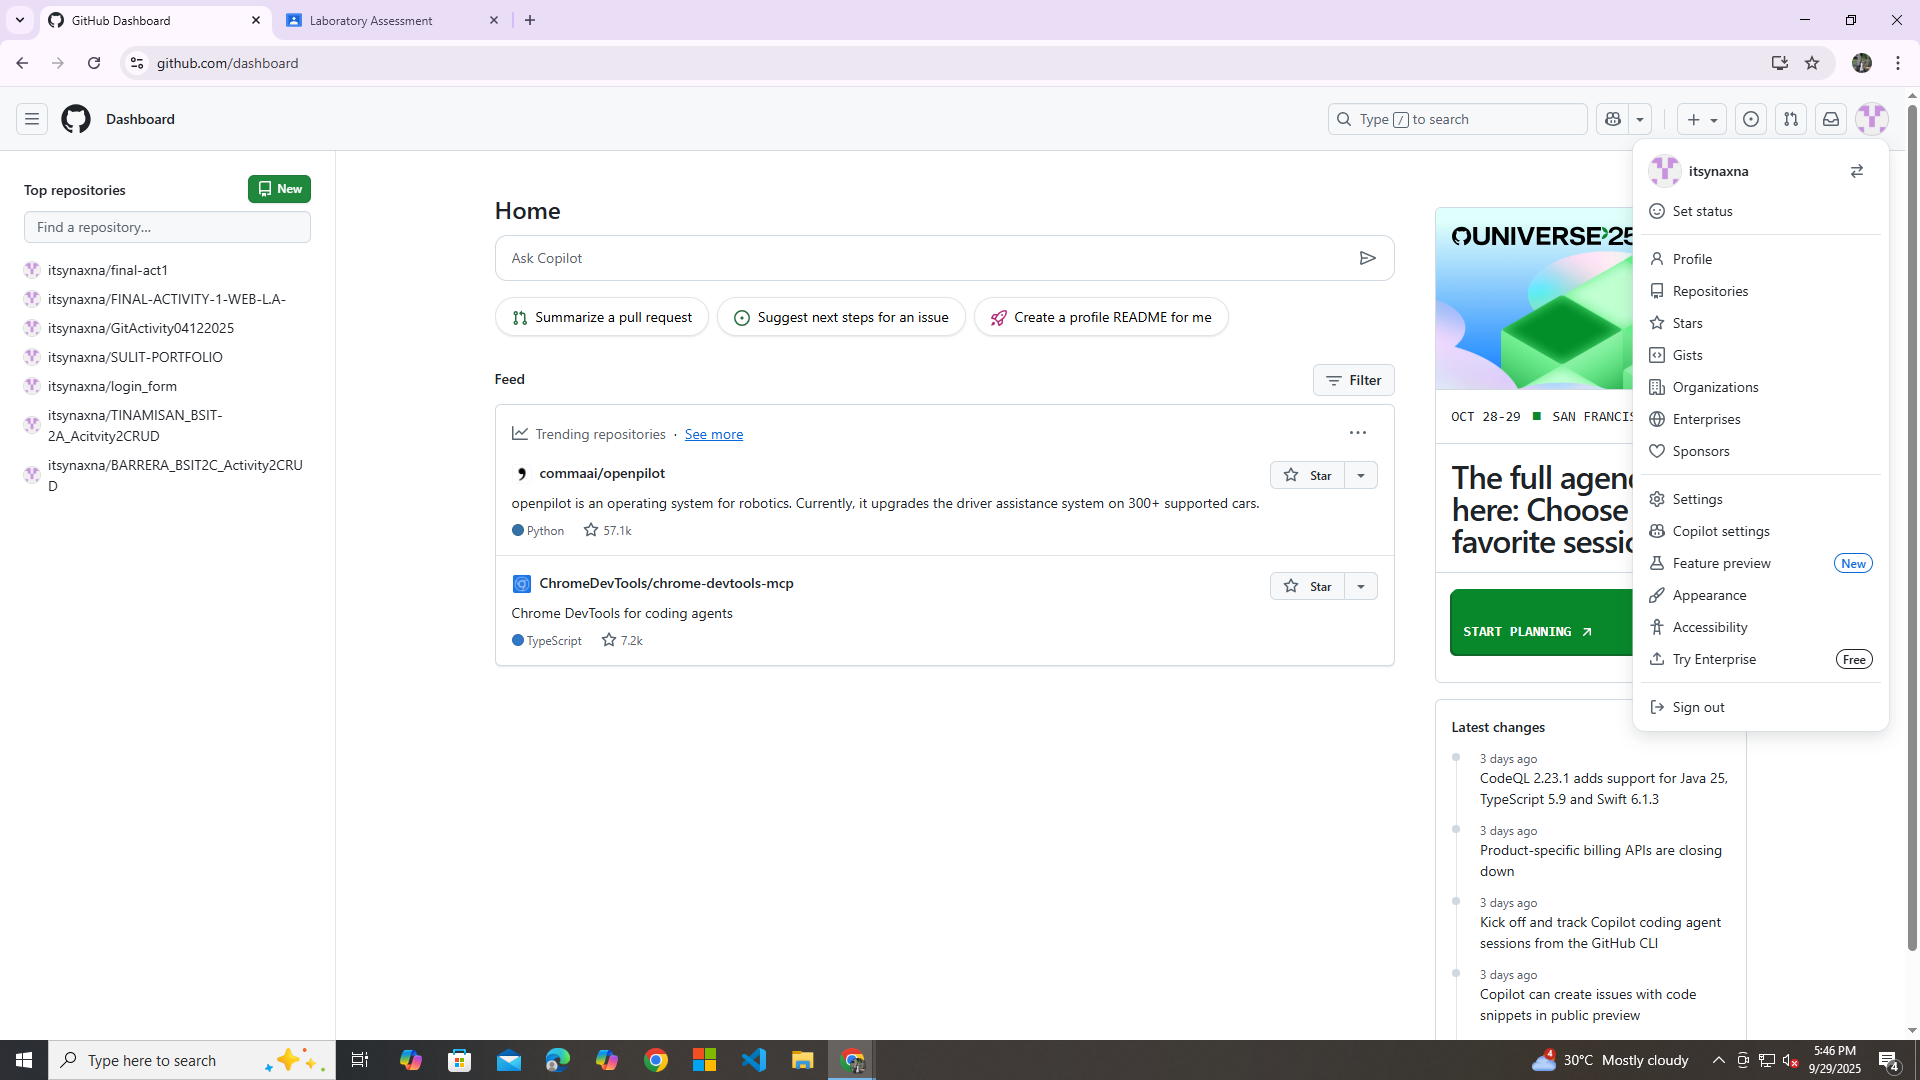 GitHub Dashboard
Laboratory Assessment
github.com/dashboard
Dashboard
Type / to search
Top repositories
New
Find a repository...
itsynaxna/final-act1
itsynaxna/FINAL-ACTIVITY-1-WEB-L.A-
itsynaxna/GitActivity04122025
itsynaxna/SULIT-PORTFOLIO
itsynaxna/login_form
itsynaxna/TINAMISAN_BSIT-
2A_Acitvity2CRUD
itsynaxna/BARRERA_BSIT2C_Activity2CRU
D
Home
Ask Copilot
Summarize a pull request
Suggest next steps for an issue
Create a profile README for me
Feed
Filter
Trending repositories · See more
commaai/openpilot
Star
openpilot is an operating system for robotics. Currently, it upgrades the driver assistance system on 300+ supported cars.
Python
57.1k
ChromeDevTools/chrome-devtools-mcp
Star
Chrome DevTools for coding agents
TypeScript
7.2k
UNIVERSE'25
OCT 28-29 SAN FRANCIS
The full agen
here: Choose
favorite sessi
START PLANNING
Latest changes
3 days ago
CodeQL 2.23.1 adds support for Java 25,
TypeScript 5.9 and Swift 6.1.3
3 days ago
Product-specific billing APIs are closing
down
3 days ago
Kick off and track Copilot coding agent
sessions from the GitHub CLI
3 days ago
Copilot can create issues with code
snippets in public preview
itsynaxna
Set status
Profile
Repositories
Stars
Gists
Organizations
Enterprises
Sponsors
Settings
Copilot settings
Feature preview
New
Appearance
Accessibility
Try Enterprise
Free
Sign out
Type here to search
4
30°C Mostly cloudy
5:46 PM
9/29/2025
4